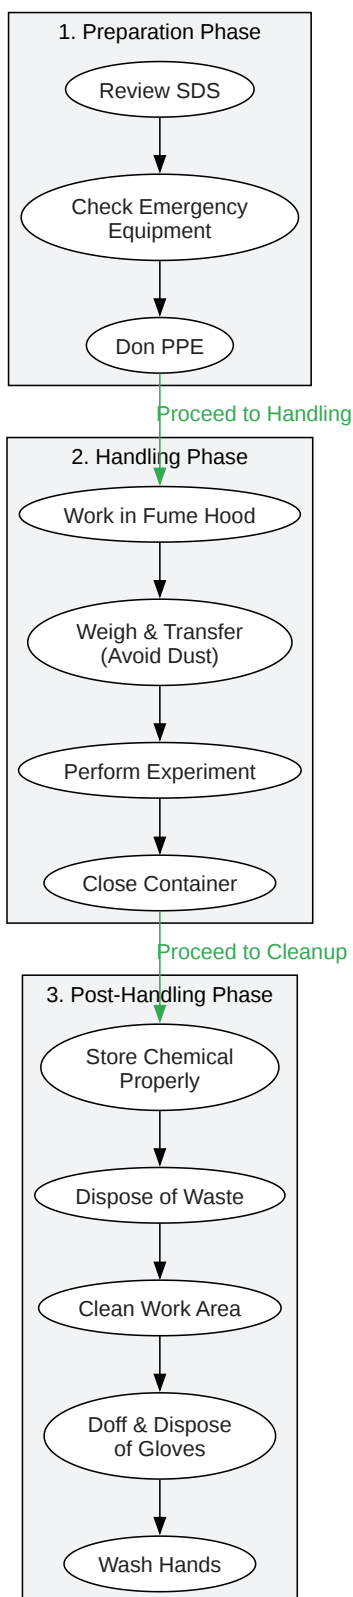 1. Preparation Phase
Review SDS
Check Emergency
Equipment
Don PPE
Proceed to Handling
2. Handling Phase
Work in Fume Hood
Weigh & Transfer
(Avoid Dust)
Perform Experiment
Close Container
Proceed to Cleanup
3. Post-Handling Phase
Store Chemical
Properly
Dispose of Waste
Clean Work Area
Doff & Dispose
of Gloves
Wash Hands